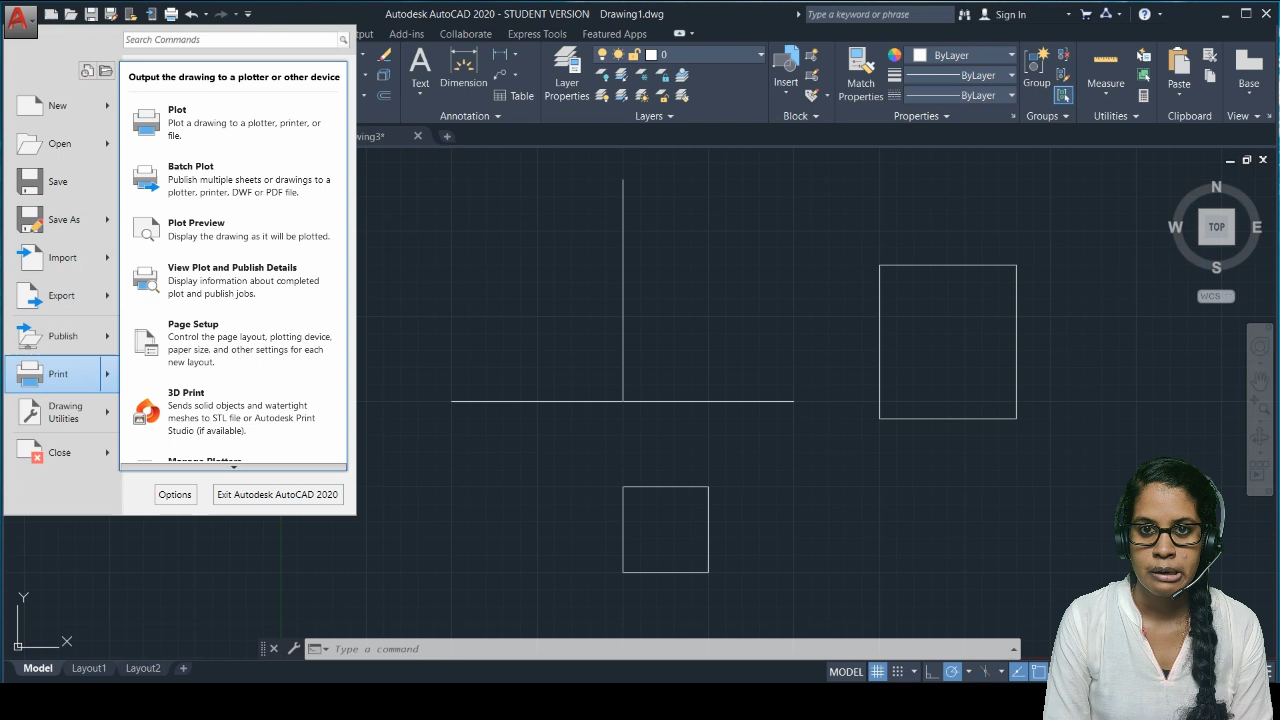 Autodesk AutoCAD 2020 - STUDENT VERSION Drawing1.dwg
Type a keyword or phrase
Sign In
Search Commands
Add-ins Collaborate Express Tools Featured Apps
Output the drawing to a plotter or other device
New
Open
Save
Save As
Import
Export
Publish
Print
Drawing
Utilities
Close
Plot
Plot a drawing to a plotter, printer, or
file.
Batch Plot
Publish multiple sheets or drawings to a
plotter, printer, DWF or PDF file.
Plot Preview
Display the drawing as it will be plotted.
View Plot and Publish Details
Display information about completed
plot and publish jobs.
Page Setup
Control the page layout, plotting device,
paper size, and other settings for each
new layout.
3D Print
Sends solid objects and watertight
meshes to STL file or Autodesk Print
Studio (if available).
Options
Exit Autodesk AutoCAD 2020
Text
Dimension
Table
Annotation
Layer
Properties
0
Layers
Insert
Block
Match
Properties
ByLayer
ByLayer
ByLayer
Properties
Group
Groups
Measure
Utilities
Paste
Clipboard
Base
View
N
W TOP E
S
WCS
Y
X
Type a command
Model Layout1 Layout2
MODEL